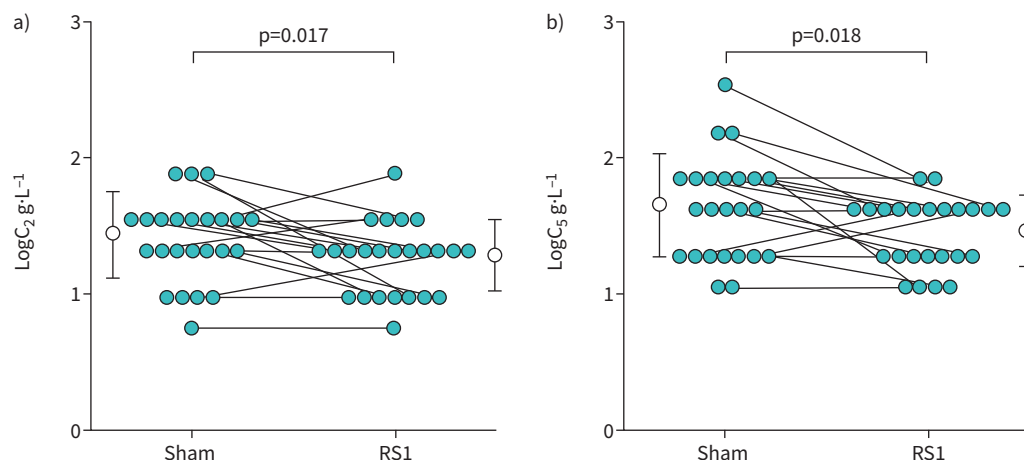 a)
3
2
1
0
LogC₂ g·L⁻¹
p=0.017
Sham
RS1
b)
3
2
1
0
LogC₅ g·L⁻¹
p=0.018
Sham
RS1